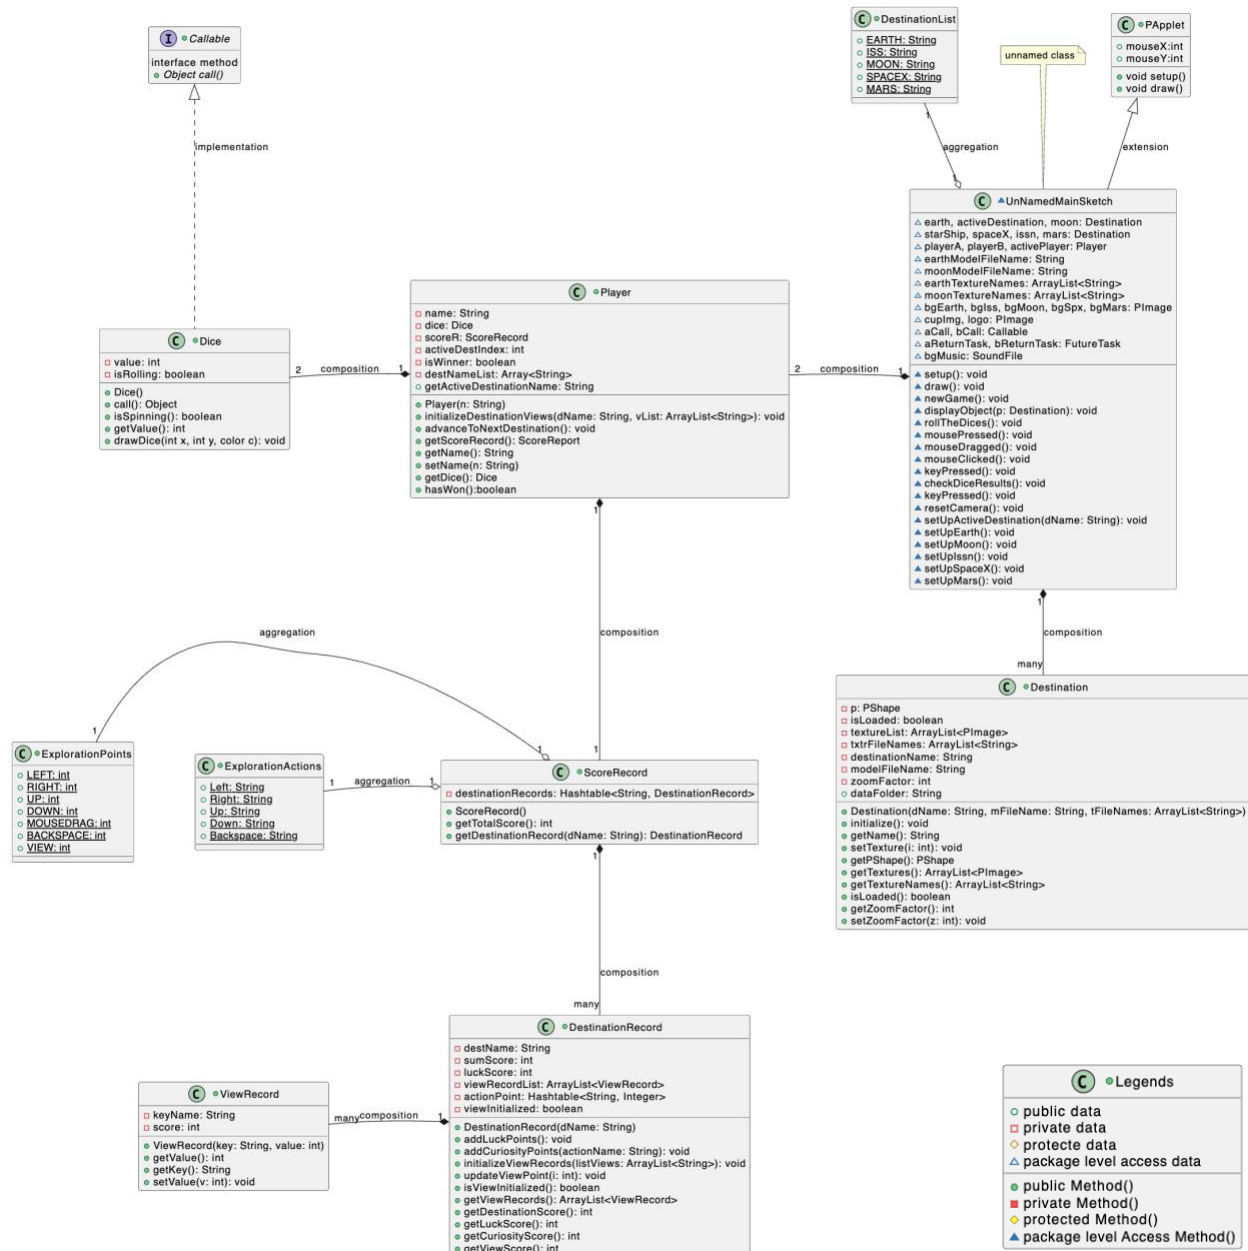 Callable
interface method
Object call()
implementation
DestinationList
EARTH: String
ISS: String
MOON: String
SPACEX: String
MARS: String
1
aggregation
1
unnamed class
PApplet
mouseX:int
mouseY:int
void setup()
void draw()
extension
UnNamedMainSketch
earth, activeDestination, moon: Destination
starShip, spaceX, issn, mars: Destination
playerA, playerB, activePlayer: Player
earthModelFileName: String
moonModelFileName: String
earthTextureNames: ArrayList<String>
moonTextureNames: ArrayList<String>
bgEarth, bgIss, bgMoon, bgSpx, bgMars: PImage
cupImg, logo: PImage
aCall, bCall: Callable
aReturnTask, bReturnTask: FutureTask
bgMusic: SoundFile
setup(): void
draw(): void
newGame(): void
displayObject(p: Destination): void
rollTheDices(): void
mousePressed(): void
mouseDragged(): void
mouseClicked(): void
keyPressed(): void
checkDiceResults(): void
keyPressed(): void
resetCamera(): void
setUpActiveDestination(dName: String): void
setUpEarth(): void
setUpMoon(): void
setUpIssn(): void
setUpSpaceX(): void
setUpMars(): void
Dice
value: int
isRolling: boolean
Dice()
call(): Object
isSpinning(): boolean
getValue(): int
drawDice(int x, int y, color c): void
2 composition 1
Player
name: String
dice: Dice
scoreR: ScoreRecord
activeDestIndex: int
isWinner: boolean
destNameList: Array<String>
getActiveDestinationName: String
Player(n: String)
initializeDestinationViews(dName: String, vList: ArrayList<String>): void
advanceToNextDestination(): void
getScoreRecord(): ScoreReport
getName(): String
setName(n: String)
getDice(): Dice
hasWon():boolean
2 composition 1
1
composition
1
1
composition
many
aggregation
1
1
ExplorationPoints
LEFT: int
RIGHT: int
UP: int
DOWN: int
MOUSEDRAG: int
BACKSPACE: int
VIEW: int
ExplorationActions
Left: String
Right: String
Up: String
Down: String
Backspace: String
1 aggregation 1
ScoreRecord
destinationRecords: Hashtable<String, DestinationRecord>
ScoreRecord()
getTotalScore(): int
getDestinationRecord(dName: String): DestinationRecord
Destination
p: PShape
isLoaded: boolean
textureList: ArrayList<PImage>
txtrFileNames: ArrayList<String>
destinationName: String
modelFileName: String
zoomFactor: int
dataFolder: String
Destination(dName: String, mFileName: String, tFileNames: ArrayList<String>)
initialize(): void
getName(): String
setTexture(i: int): void
getPShape(): PShape
getTextures(): ArrayList<PImage>
getTextureNames(): ArrayList<String>
isLoaded(): boolean
getZoomFactor(): int
setZoomFactor(z: int): void
1
composition
many
ViewRecord
keyName: String
score: int
ViewRecord(key: String, value: int)
getValue(): int
getKey(): String
setValue(v: int): void
many composition 1
DestinationRecord
destName: String
sumScore: int
luckScore: int
viewRecordList: ArrayList<ViewRecord>
actionPoint: Hashtable<String, Integer>
viewInitialized: boolean
DestinationRecord(dName: String)
addLuckPoints(): void
addCuriosityPoints(actionName: String): void
initializeViewRecords(listViews: ArrayList<String>): void
updateViewPoint(i: int): void
isViewInitialized(): boolean
getViewRecords(): ArrayList<ViewRecord>
getDestinationScore(): int
getLuckScore(): int
getCuriosityScore(): int
getViewScore(): int
Legends
public data
private data
protecte data
package level access data
public Method()
private Method()
protected Method()
package level Access Method()